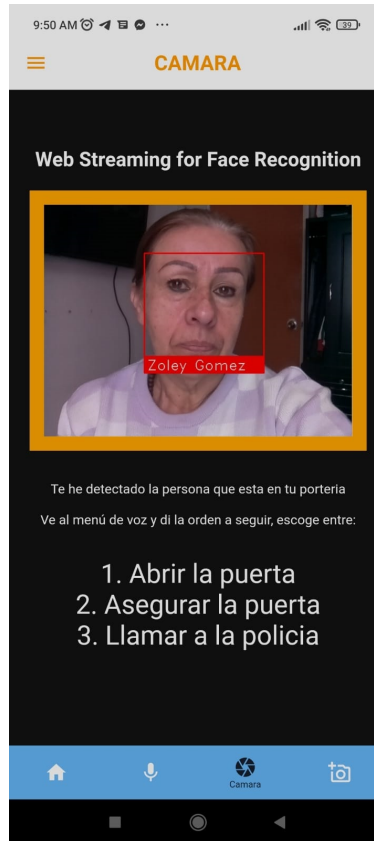 9:50 AM
39
CAMARA
Web Streaming for Face Recognition
Zoley Gomez
Te he detectado la persona que esta en tu porteria
Ve al menú de voz y di la orden a seguir, escoge entre:
1. Abrir la puerta
2. Asegurar la puerta
3. Llamar a la policia
Camara